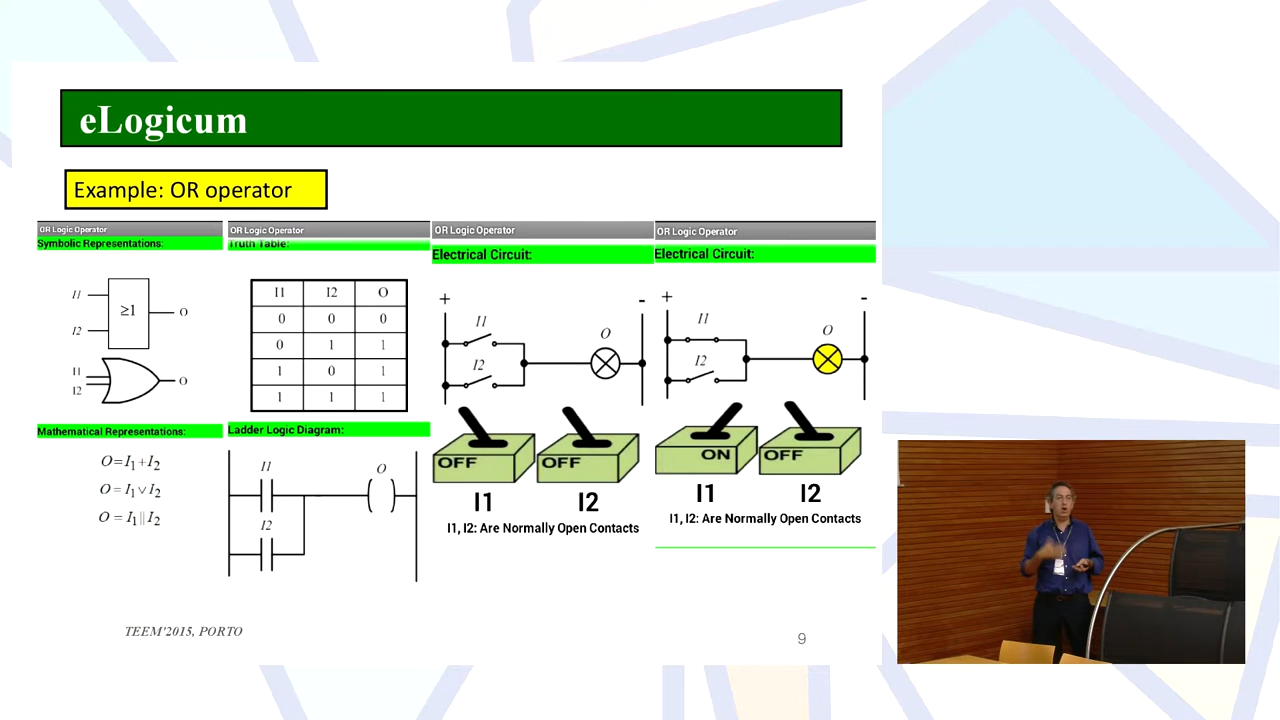 eLogicum
Example: OR operator
OR Logic Operator
Symbolic Representations:
I1
I2
≥1
O
I1
I2
O
Mathematical Representations:
O=I1+I2
O = I1∨I2
O = I1||I2
OR Logic Operator
Truth Table:
I1 I2 O
0 0 0
0 1 1
1 0 1
1 1 1
Ladder Logic Diagram:
I1
O
I2
OR Logic Operator
Electrical Circuit:
+ -
I1
O
I2
OFF OFF
I1 I2
I1, I2: Are Normally Open Contacts
OR Logic Operator
Electrical Circuit:
+ -
I1
O
I2
ON OFF
I1 I2
I1, I2: Are Normally Open Contacts
TEEM'2015, PORTO
9